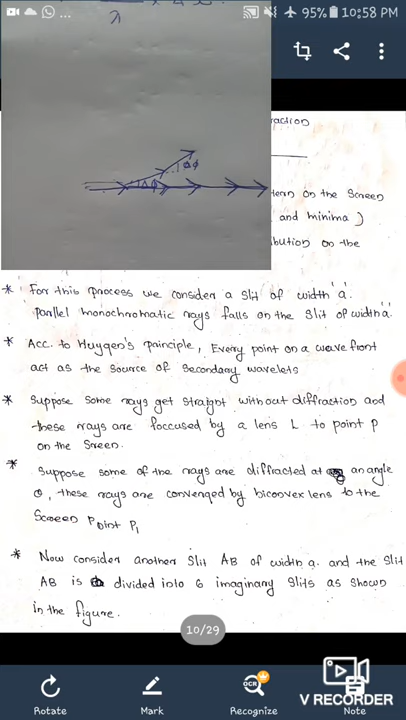 ... 95% 10:58 PM
λ
Δφ
Δφ
raction
tern on the Screen
and minima )
ibution on the
* For this process we consider a slit of width 'a'.
Parallel monochromatic rays falls on the slit of width 'a'.
* Acc. to Huygen's principle, Every point on a wave front
act as the source of secondary wavelets
* Suppose some rays get straight without diffraction and
these rays are foccused by a lens L to point P
on the Screen.
* Suppose some of the rays are diffracted at an angle
θ, these rays are converged by biconvex lens to the
Screen Point P1
* Now consider another slit AB of width a. and the slit
AB is divided into 6 imaginary slits as shown
in the figure.
10/29
OCR
Rotate Mark Recognize Note
V RECORDER